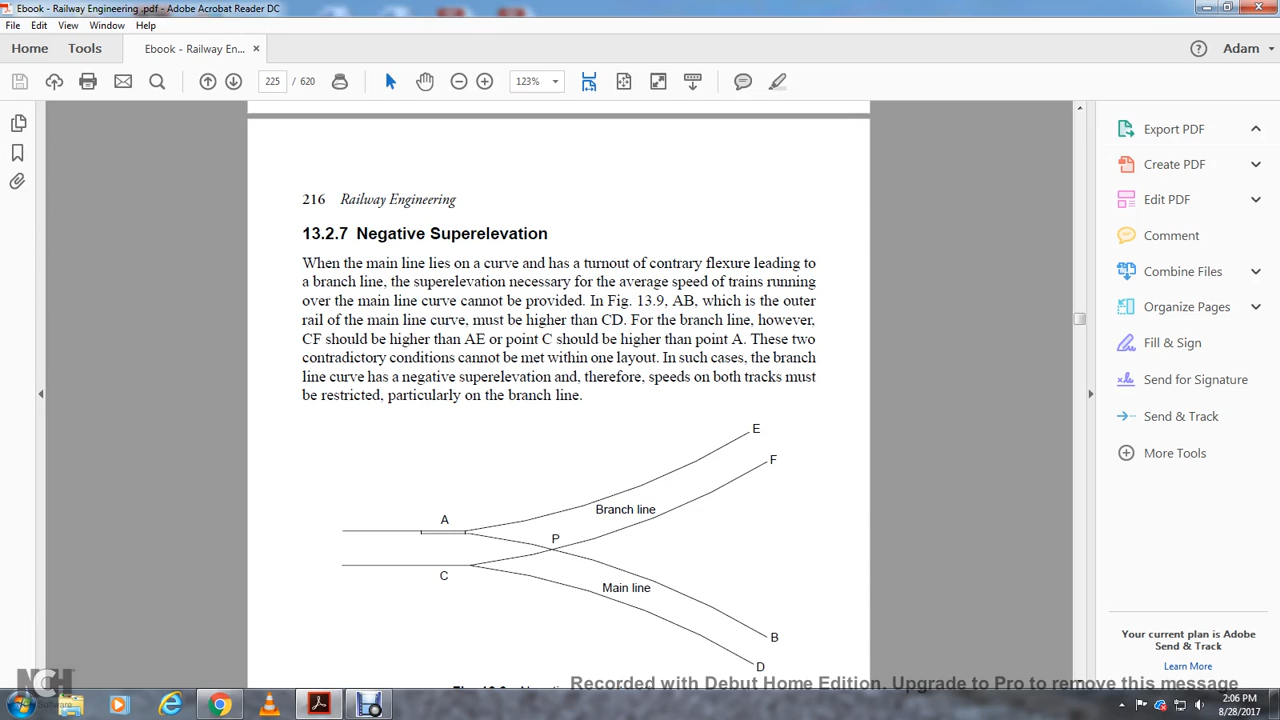 Ebook - Railway Engineering .pdf - Adobe Acrobat Reader DC
File Edit View Window Help
Home Tools Ebook - Railway En... × Adam
225 / 620 123%
216 Railway Engineering
13.2.7 Negative Superelevation
When the main line lies on a curve and has a turnout of contrary flexure leading to
a branch line, the superelevation necessary for the average speed of trains running
over the main line curve cannot be provided. In Fig. 13.9, AB, which is the outer
rail of the main line curve, must be higher than CD. For the branch line, however,
CF should be higher than AE or point C should be higher than point A. These two
contradictory conditions cannot be met within one layout. In such cases, the branch
line curve has a negative superelevation and, therefore, speeds on both tracks must
be restricted, particularly on the branch line.
E
F
Branch line
A
P
C
Main line
B
D
Export PDF
Create PDF
Edit PDF
Comment
Combine Files
Organize Pages
Fill & Sign
Send for Signature
Send & Track
More Tools
Your current plan is Adobe
Send & Track
Learn More
Recorded with Debut Home Edition. Upgrade to Pro to remove this message
NCH
Software
2:06 PM
8/28/2017